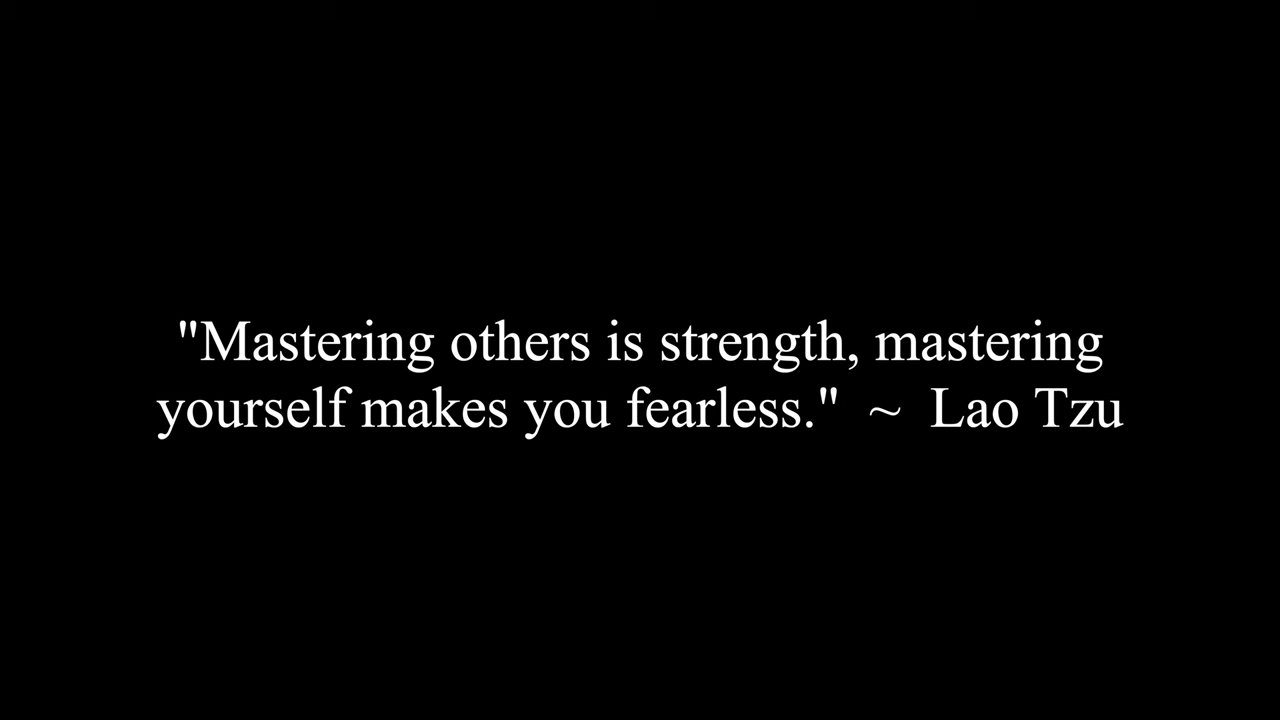 "Mastering others is strength, mastering
yourself makes you fearless."  ~  Lao Tzu